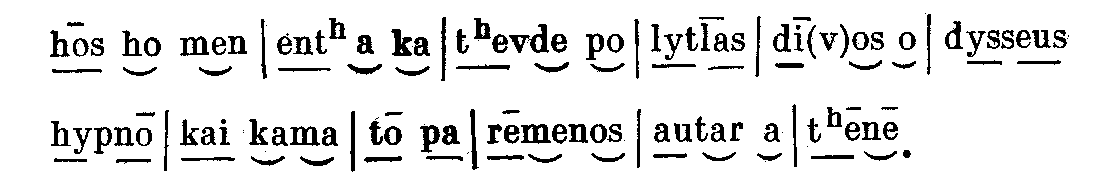 hōs ho men | entʰ a ka | tʰevde po | lytlās | dī(v)os o | dysseus
hypnō | kai kama | tō pa | rēmenos | autar a | tʰēnē.